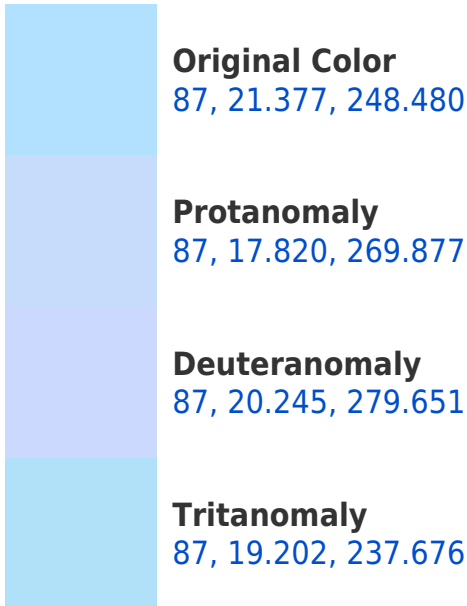 Original Color
87, 21.377, 248.480
Protanomaly
87, 17.820, 269.877
Deuteranomaly
87, 20.245, 279.651
Tritanomaly
87, 19.202, 237.676